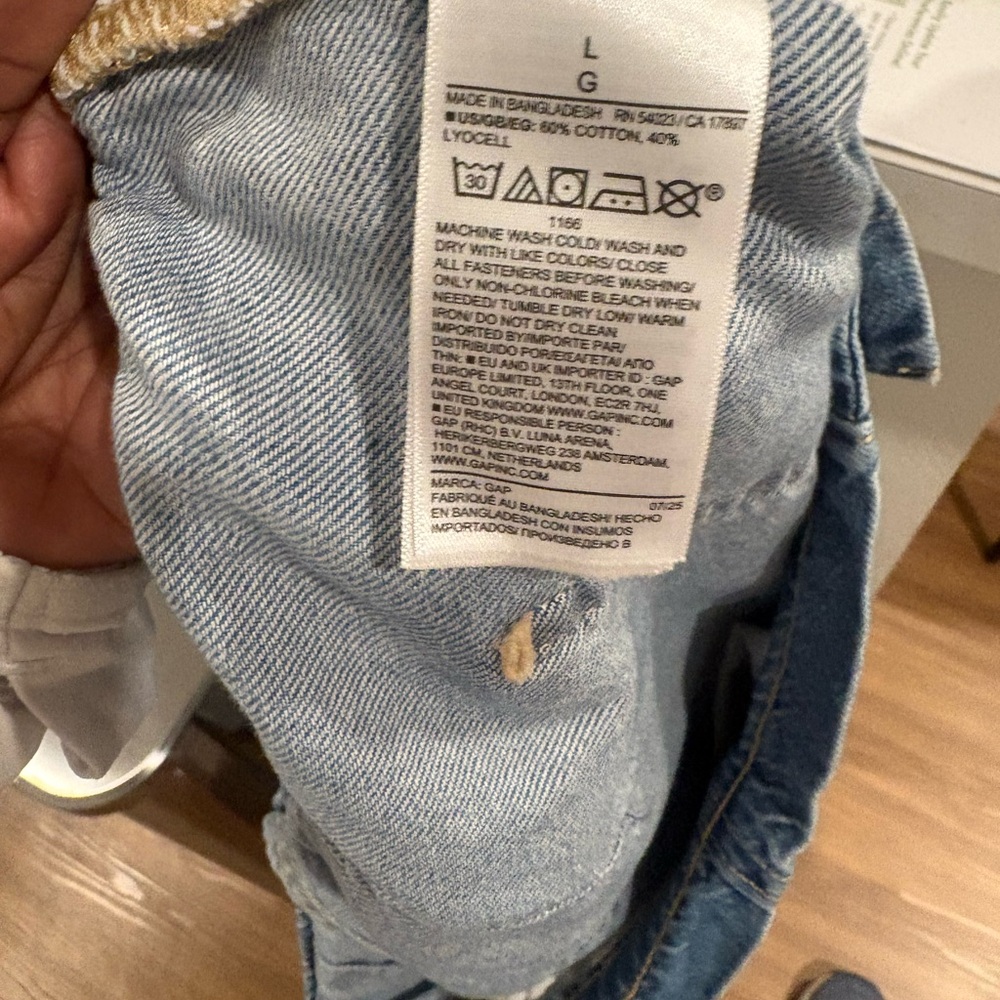 L
G
MADE IN BANGLADESH RN 54023 / CA 17897
■ US/GB/EG: 60% COTTON, 40%
LYOCELL
30
®
1166
MACHINE WASH COLD/ WASH AND
DRY WITH LIKE COLORS/ CLOSE
ALL FASTENERS BEFORE WASHING/
ONLY NON-CHLORINE BLEACH WHEN
NEEDED/ TUMBLE DRY LOW/ WARM
IRON/ DO NOT DRY CLEAN
IMPORTED BY/IMPORTE PAR/
DISTRIBUIDO POR/ΕΙΣΑΓΕΤΑΙ ΑΠΟ
ΤΗΝ: ■ EU AND UK IMPORTER ID : GAP
EUROPE LIMITED, 13TH FLOOR, ONE
ANGEL COURT, LONDON, EC2R 7HJ,
UNITED KINGDOM WWW.GAPINC.COM
■ EU RESPONSIBLE PERSON :
GAP (RHC) B.V. LUNA ARENA,
HERIKERBERGWEG 238 AMSTERDAM,
1101 CM, NETHERLANDS
WWW.GAPINC.COM
MARCA: GAP 07/25
FABRIQUÉ AU BANGLADESH/ HECHO
EN BANGLADESH CON INSUMOS
IMPORTADOS/ ПРОИЗВЕДЕНО В